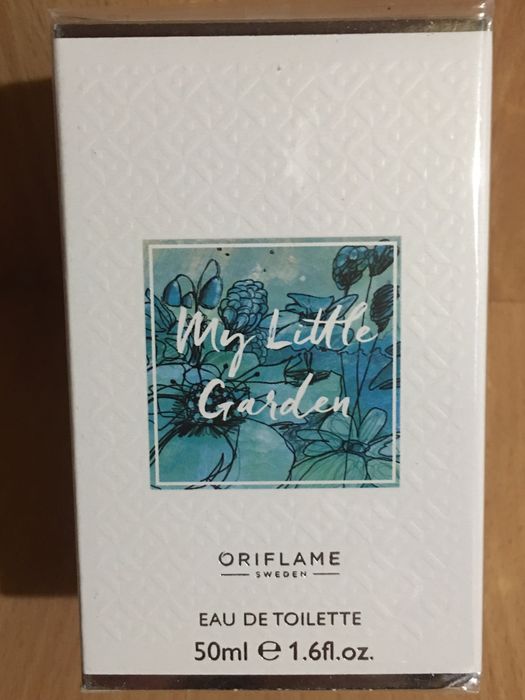 My Little
Garden
ORIFLAME
SWEDEN
EAU DE TOILETTE
50ml ℮ 1.6fl.oz.